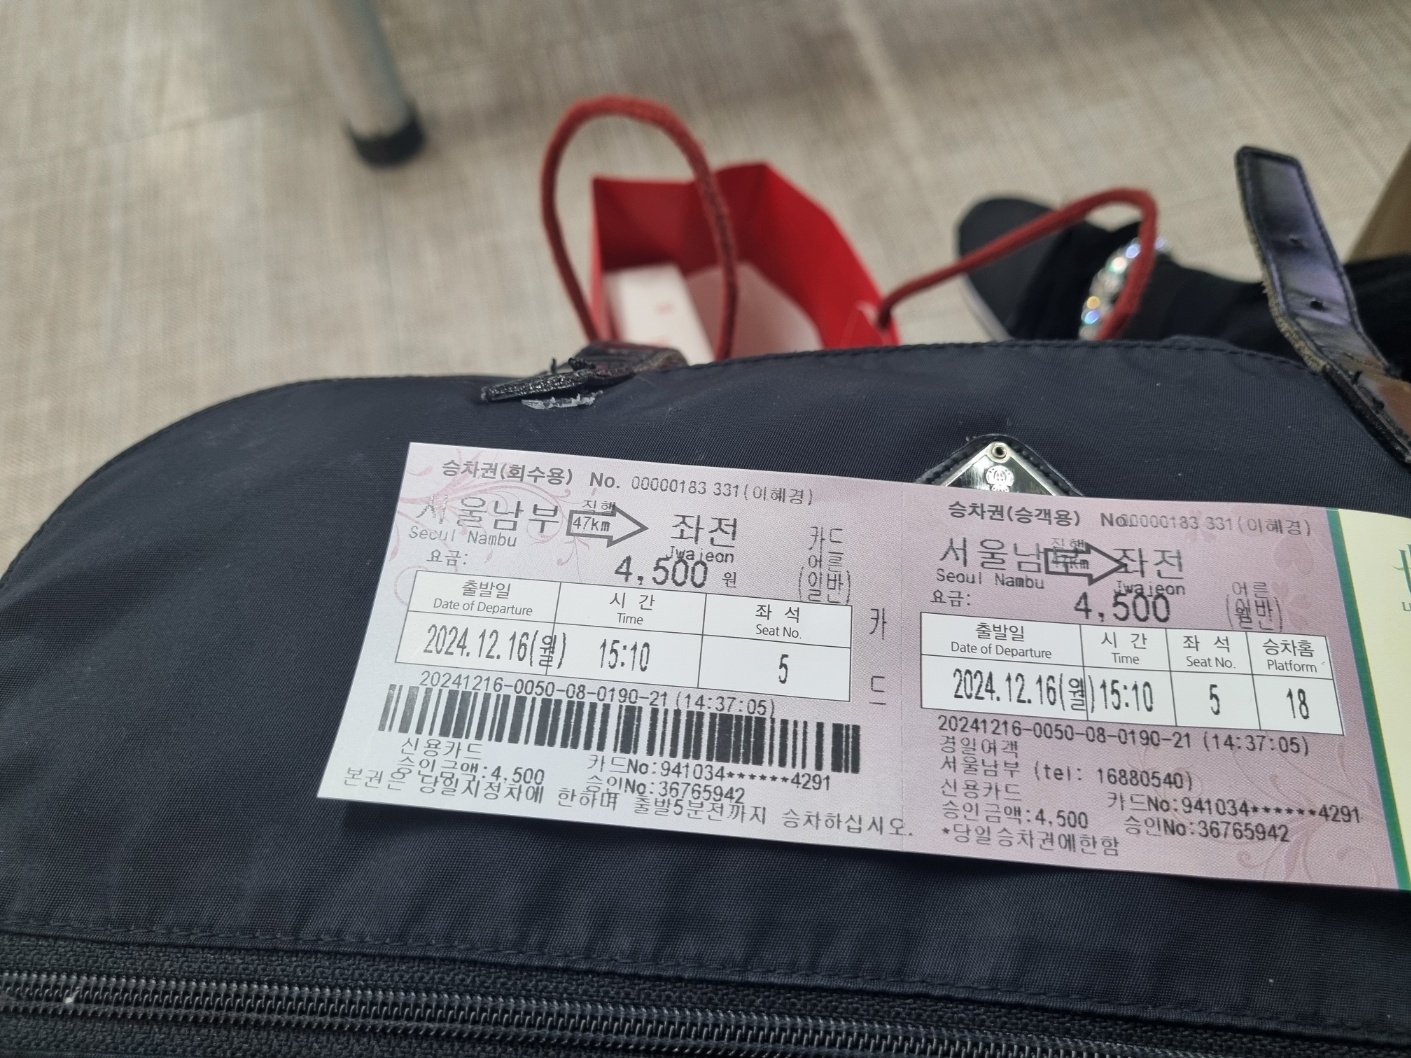 승차권(회수용) No. 00000183 331(이혜경)
서울남부 직행 47km 좌전
Seoul Nambu Jwajeon
카드
어른
(일반)
요금: 4,500 원
출발일 시 간 좌 석
Date of Departure Time Seat No.
2024.12.16(월) 15:10 5
카
드
20241216-0050-08-0190-21 (14:37:05)
신용카드 카드No:941034******4291
승인금액:4,500 승인No:36765942
본권은 당일지정차에 한하며 출발5분전까지 승차하십시오.
승차권(승객용) No.00000183 331(이혜경)
서울남부 직행 47km 좌전
Seoul Nambu Jwajeon
어른
(일반)
요금: 4,500 원
출발일 시 간 좌 석 승차홈
Date of Departure Time Seat No. Platform
2024.12.16(월) 15:10 5 18
20241216-0050-08-0190-21 (14:37:05)
경일여객
서울남부 (tel: 16880540)
신용카드 카드No:941034******4291
승인금액:4,500 승인No:36765942
*당일승차권에한함